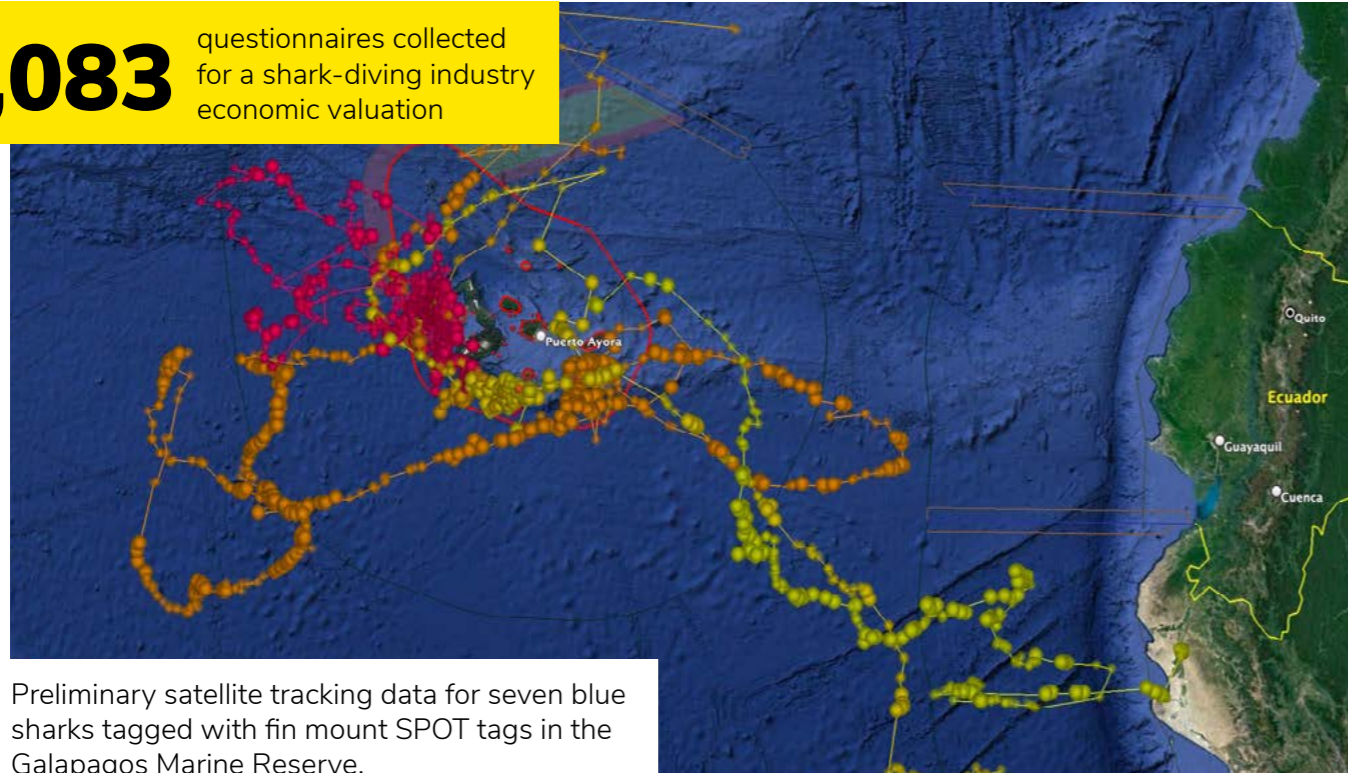 ,083
questionnaires collected
for a shark-diving industry
economic valuation
Puerto Ayora
Quito
Ecuador
Guayaquil
Cuenca
Preliminary satellite tracking data for seven blue
sharks tagged with fin mount SPOT tags in the
Galapagos Marine Reserve.